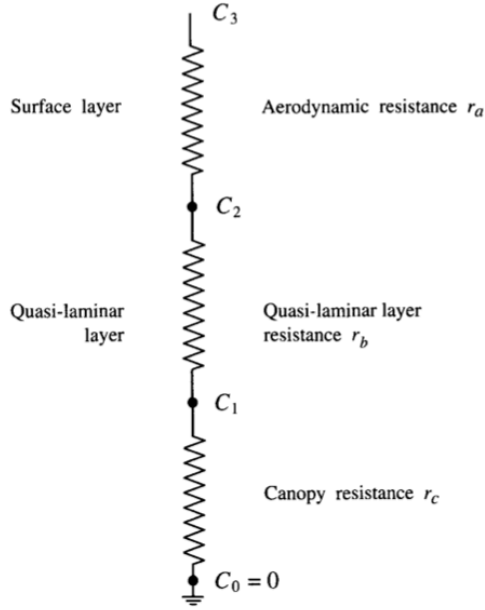 C3
Surface layer
Aerodynamic resistance ra
C2
Quasi-laminar
layer
Quasi-laminar layer
resistance rb
C1
Canopy resistance rc
C0 = 0